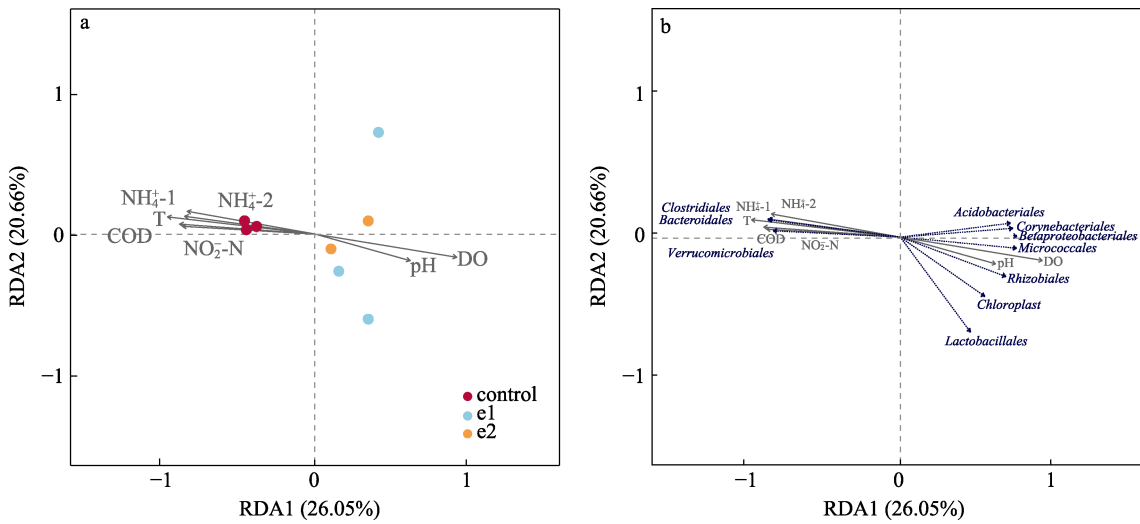 a
1
0
−1
RDA2 (20.66%)
NH₄⁺-1
NH₄⁺-2
T
COD
NO₂⁻-N
pH
DO
control
e1
e2
−1
0
1
RDA1 (26.05%)
b
1
0
−1
RDA2 (20.66%)
Clostridiales
Bacteroidales
Verrucomicrobiales
NH₄⁺-1
NH₄⁺-2
T
COD
NO₂⁻-N
Acidobacteriales
Corynebacteriales
Betaproteobacteriales
Micrococcales
pH
DO
Rhizobiales
Chloroplast
Lactobacillales
−1
0
1
RDA1 (26.05%)